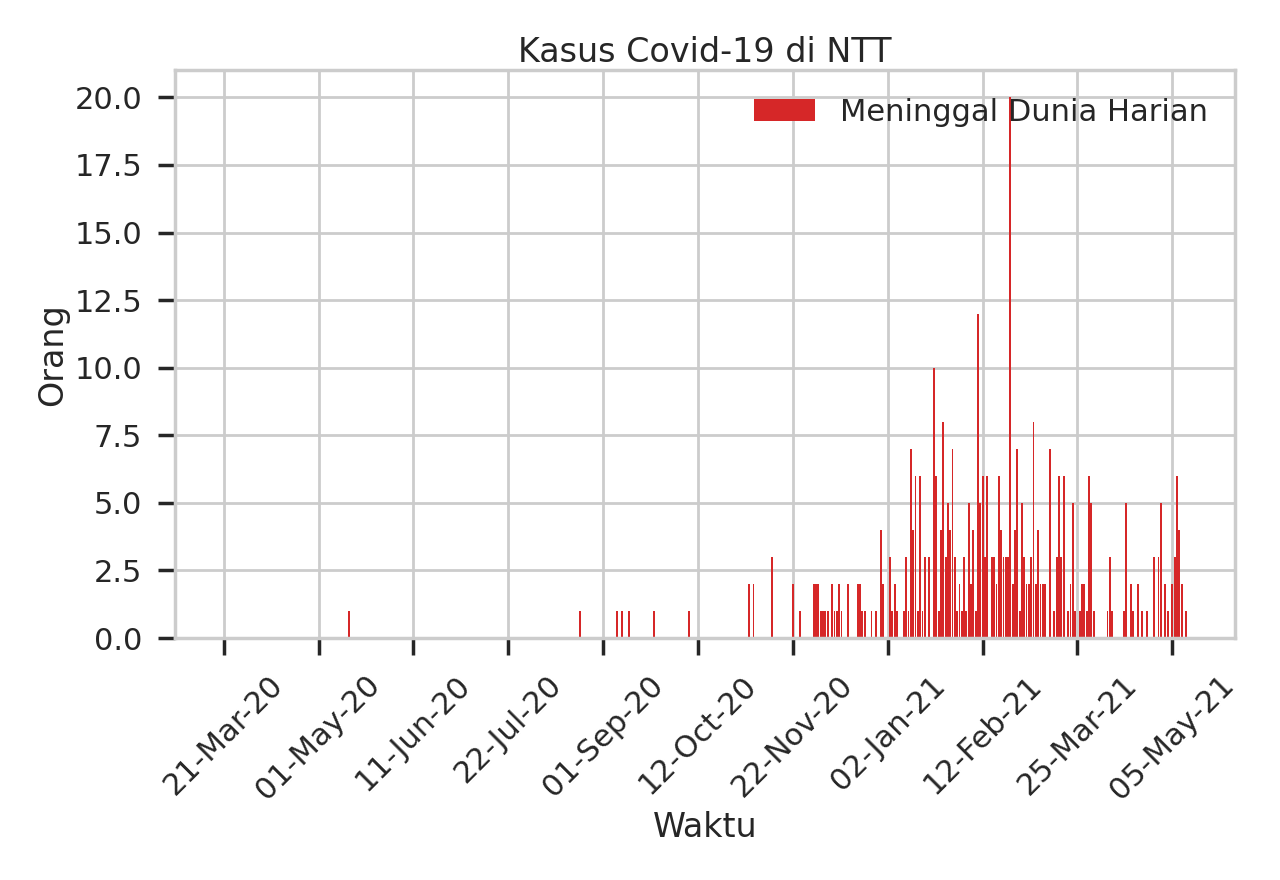 Kasus Covid-19 di NTT
Meninggal Dunia Harian
Orang
20.0
17.5
15.0
12.5
10.0
7.5
5.0
2.5
0.0
21-Mar-20
01-May-20
11-Jun-20
22-Jul-20
01-Sep-20
12-Oct-20
22-Nov-20
02-Jan-21
12-Feb-21
25-Mar-21
05-May-21
Waktu